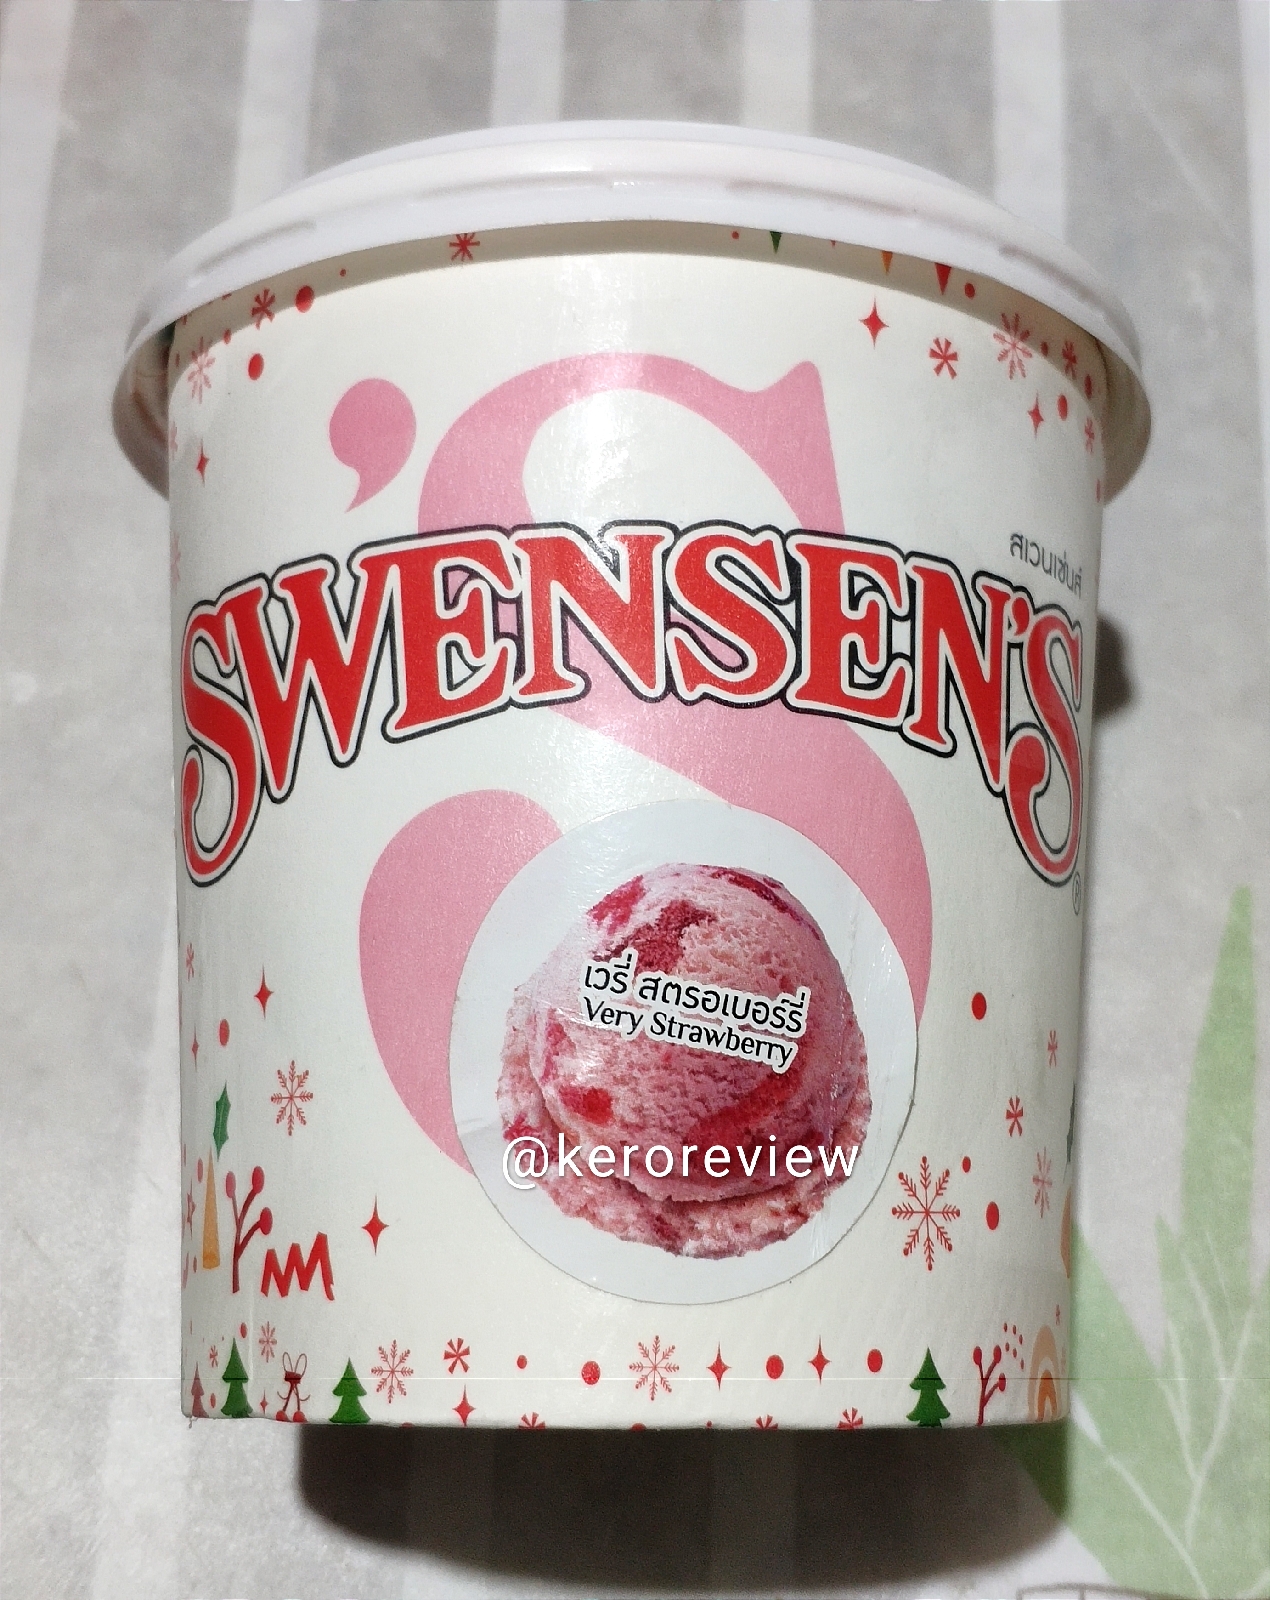 สเวนเซ่นส์
SWENSEN'S
®
เวรี่ สตรอเบอร์รี่
Very Strawberry
@keroreview